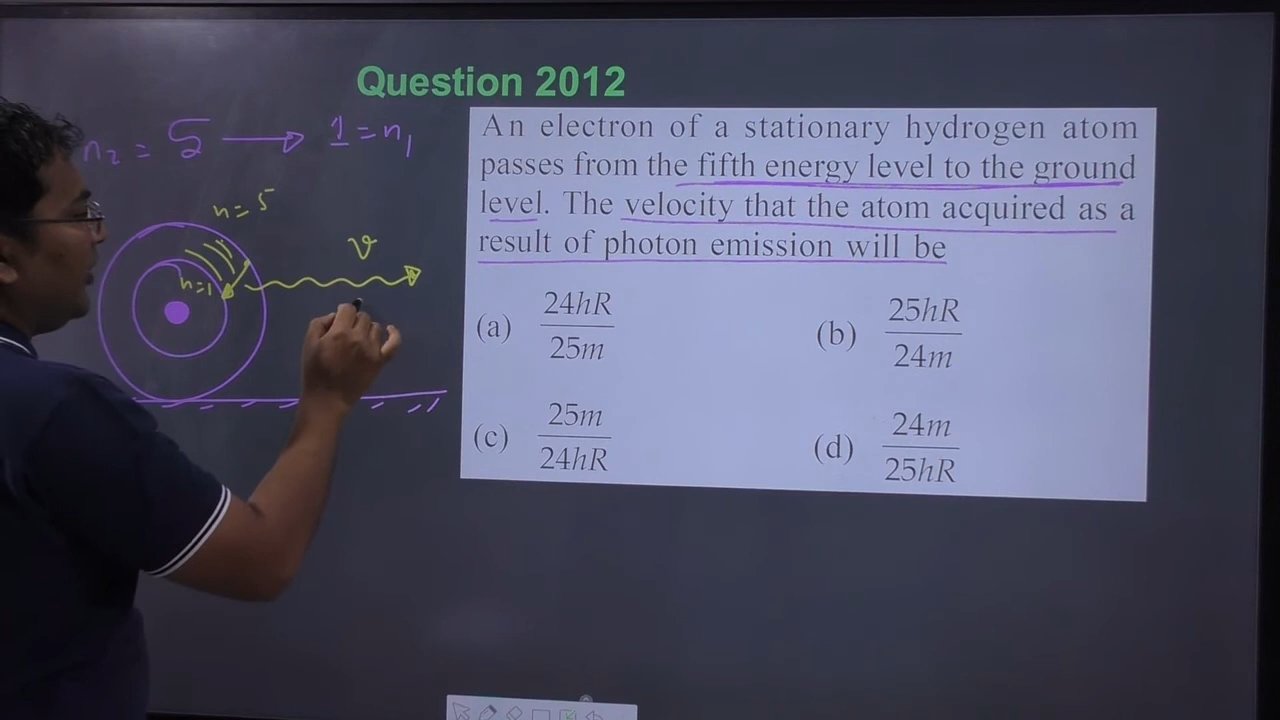 Question 2012
n₂ = 5 → 1 = n₁
n = 5
n=1
ν
An electron of a stationary hydrogen atom
passes from the fifth energy level to the ground
level. The velocity that the atom acquired as a
result of photon emission will be
(a) 24hR/25m
(b) 25hR/24m
(c) 25m/24hR
(d) 24m/25hR